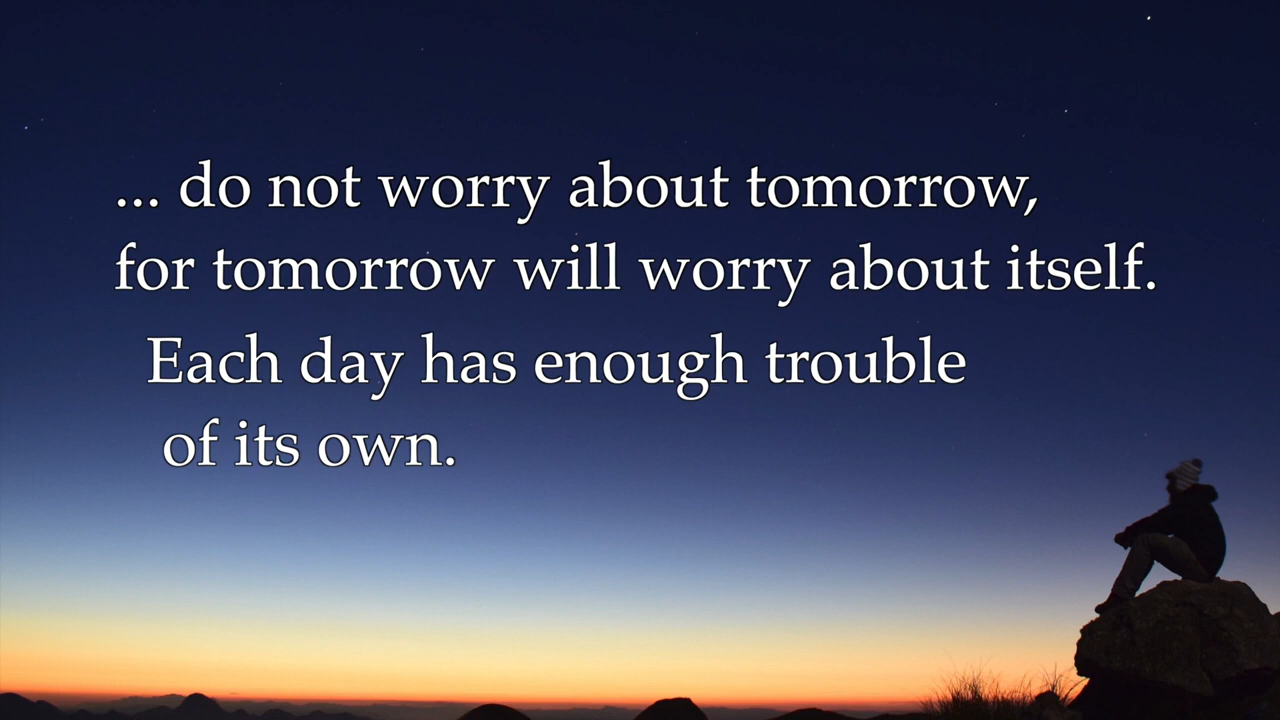 ... do not worry about tomorrow,
for tomorrow will worry about itself.
Each day has enough trouble
of its own.